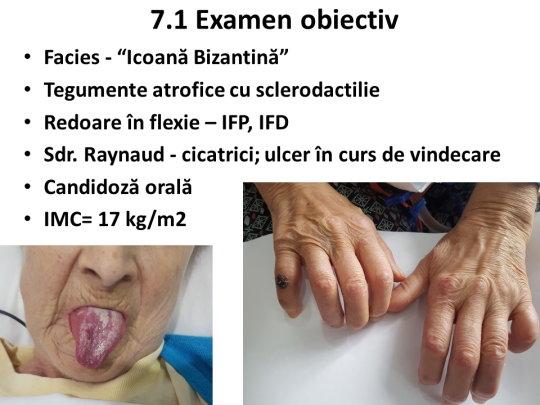 7.1 Examen obiectiv
• Facies - “Icoană Bizantină”
• Tegumente atrofice cu sclerodactilie
• Redoare în flexie – IFP, IFD
• Sdr. Raynaud - cicatrici; ulcer în curs de vindecare
• Candidoză orală
• IMC= 17 kg/m2